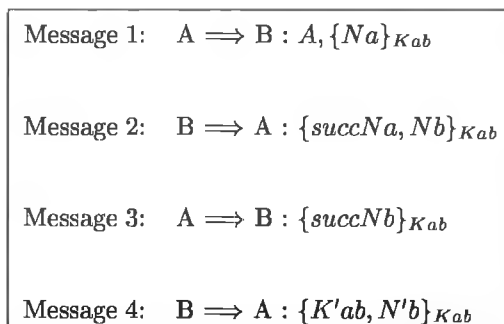 Message 1: A ⟹ B : A, {Na}Kab
Message 2: B ⟹ A : {succNa, Nb}Kab
Message 3: A ⟹ B : {succNb}Kab
Message 4: B ⟹ A : {K'ab, N'b}Kab